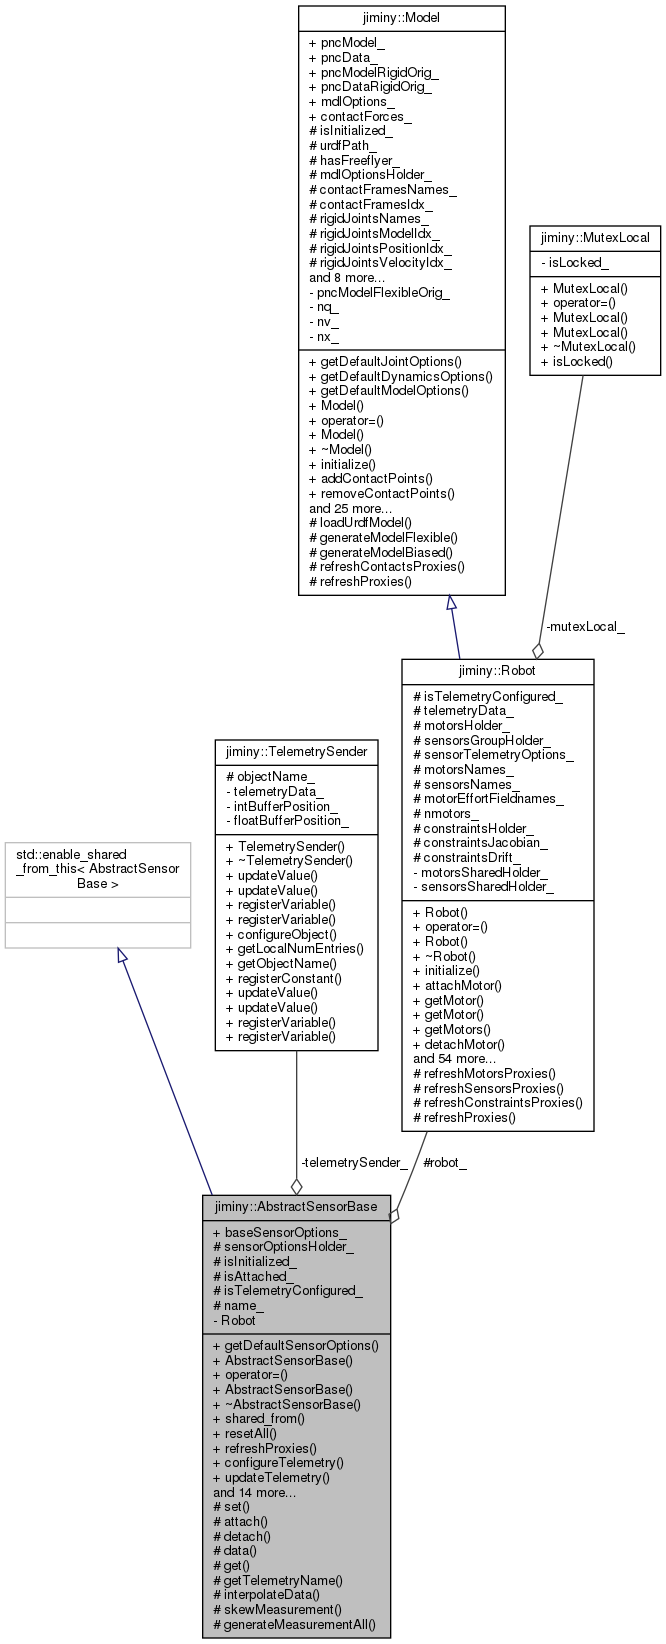 jiminy::Model
+ pncModel_
+ pncData_
+ pncModelRigidOrig_
+ pncDataRigidOrig_
+ mdlOptions_
+ contactForces_
# isInitialized_
# urdfPath_
# hasFreeflyer_
# mdlOptionsHolder_
# contactFramesNames_
# contactFramesIdx_
# rigidJointsNames_
# rigidJointsModelIdx_
# rigidJointsPositionIdx_
# rigidJointsVelocityIdx_
and 8 more...
- pncModelFlexibleOrig_
- nq_
- nv_
- nx_
+ getDefaultJointOptions()
+ getDefaultDynamicsOptions()
+ getDefaultModelOptions()
+ Model()
+ operator=()
+ Model()
+ ~Model()
+ initialize()
+ addContactPoints()
+ removeContactPoints()
and 25 more...
# loadUrdfModel()
# generateModelFlexible()
# generateModelBiased()
# refreshContactsProxies()
# refreshProxies()
jiminy::MutexLocal
- isLocked_
+ MutexLocal()
+ operator=()
+ MutexLocal()
+ MutexLocal()
+ ~MutexLocal()
+ isLocked()
-mutexLocal_
jiminy::Robot
# isTelemetryConfigured_
# telemetryData_
# motorsHolder_
# sensorsGroupHolder_
# sensorTelemetryOptions_
# motorsNames_
# sensorsNames_
# motorEffortFieldnames_
# nmotors_
# constraintsHolder_
# constraintsJacobian_
# constraintsDrift_
- motorsSharedHolder_
- sensorsSharedHolder_
+ Robot()
+ operator=()
+ Robot()
+ ~Robot()
+ initialize()
+ attachMotor()
+ getMotor()
+ getMotor()
+ getMotors()
+ detachMotor()
and 54 more...
# refreshMotorsProxies()
# refreshSensorsProxies()
# refreshConstraintsProxies()
# refreshProxies()
jiminy::TelemetrySender
# objectName_
- telemetryData_
- intBufferPosition_
- floatBufferPosition_
+ TelemetrySender()
+ ~TelemetrySender()
+ updateValue()
+ updateValue()
+ registerVariable()
+ registerVariable()
+ configureObject()
+ getLocalNumEntries()
+ getObjectName()
+ registerConstant()
+ updateValue()
+ updateValue()
+ registerVariable()
+ registerVariable()
std::enable_shared
_from_this< AbstractSensor
Base >
-telemetrySender_
#robot_
jiminy::AbstractSensorBase
+ baseSensorOptions_
# sensorOptionsHolder_
# isInitialized_
# isAttached_
# isTelemetryConfigured_
# name_
- Robot
+ getDefaultSensorOptions()
+ AbstractSensorBase()
+ operator=()
+ AbstractSensorBase()
+ ~AbstractSensorBase()
+ shared_from()
+ resetAll()
+ refreshProxies()
+ configureTelemetry()
+ updateTelemetry()
and 14 more...
# set()
# attach()
# detach()
# data()
# get()
# getTelemetryName()
# interpolateData()
# skewMeasurement()
# generateMeasurementAll()